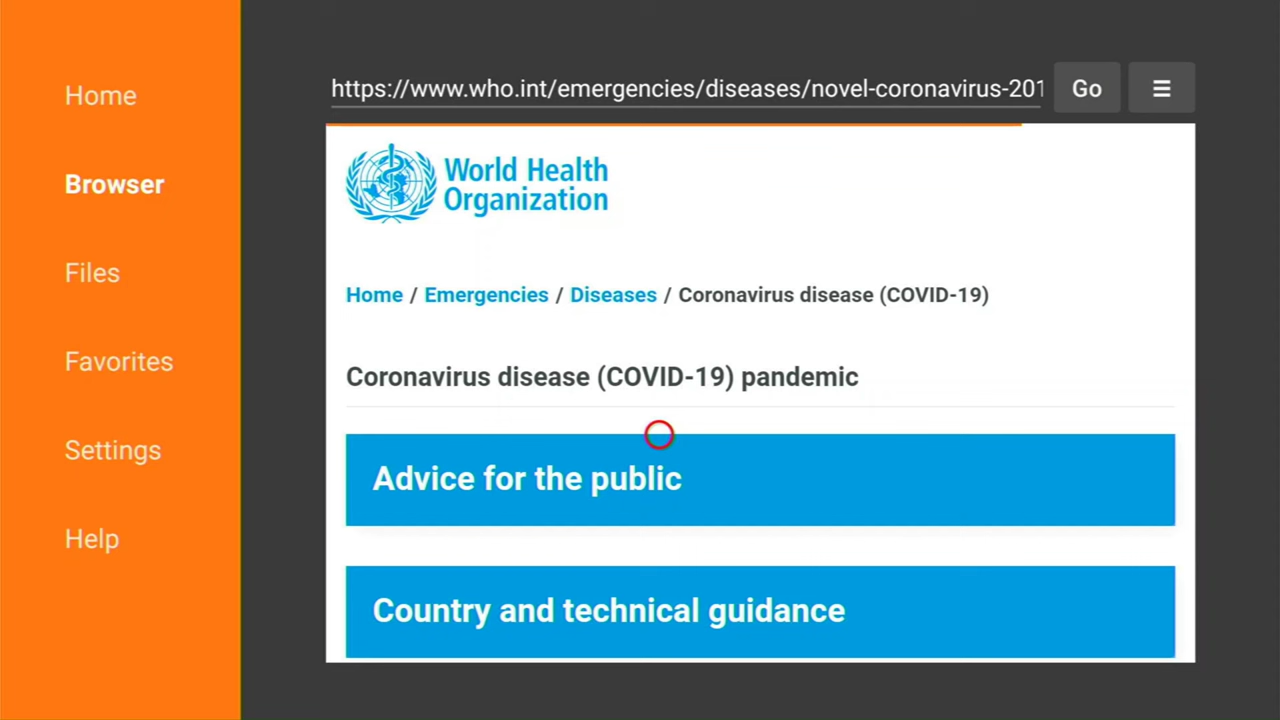 Home
Browser
Files
Favorites
Settings
Help
https://www.who.int/emergencies/diseases/novel-coronavirus-201
Go
World Health
Organization
Home / Emergencies / Diseases / Coronavirus disease (COVID-19)
Coronavirus disease (COVID-19) pandemic
Advice for the public
Country and technical guidance